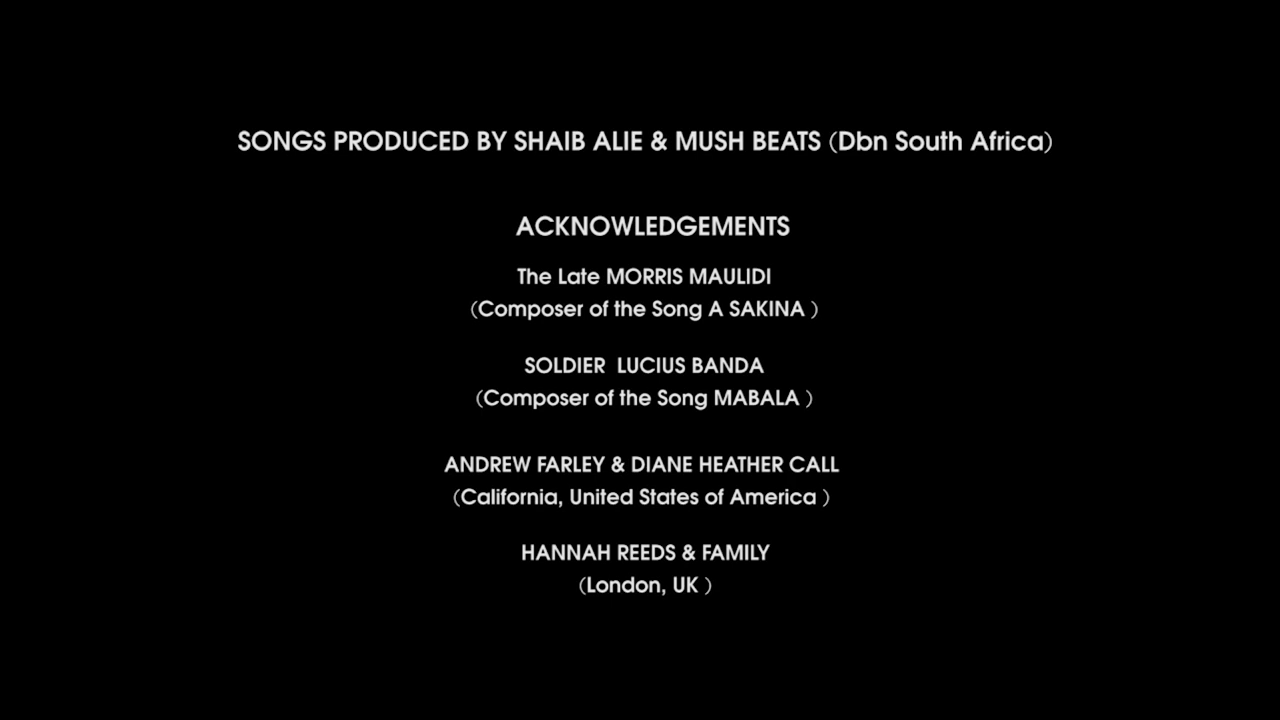 SONGS PRODUCED BY SHAIB ALIE & MUSH BEATS (Dbn South Africa)
ACKNOWLEDGEMENTS
The Late MORRIS MAULIDI
(Composer of the Song A SAKINA )
SOLDIER  LUCIUS BANDA
(Composer of the Song MABALA )
ANDREW FARLEY & DIANE HEATHER CALL
(California, United States of America )
HANNAH REEDS & FAMILY
(London, UK )